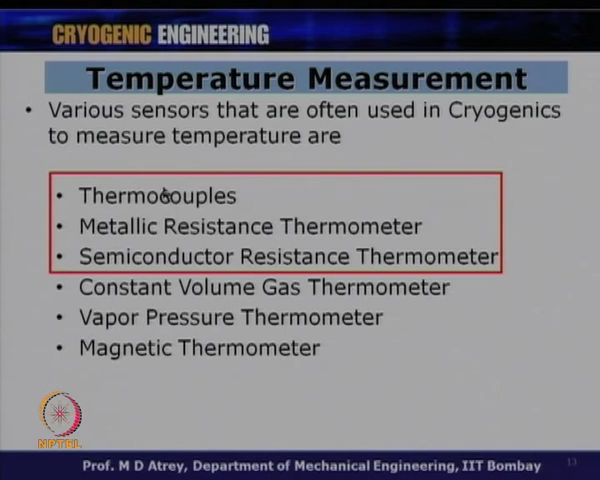 CRYOGENIC ENGINEERING
Temperature Measurement
• Various sensors that are often used in Cryogenics
to measure temperature are
• Thermocouples
• Metallic Resistance Thermometer
• Semiconductor Resistance Thermometer
• Constant Volume Gas Thermometer
• Vapor Pressure Thermometer
• Magnetic Thermometer
NPTEL
Prof. M D Atrey, Department of Mechanical Engineering, IIT Bombay
13